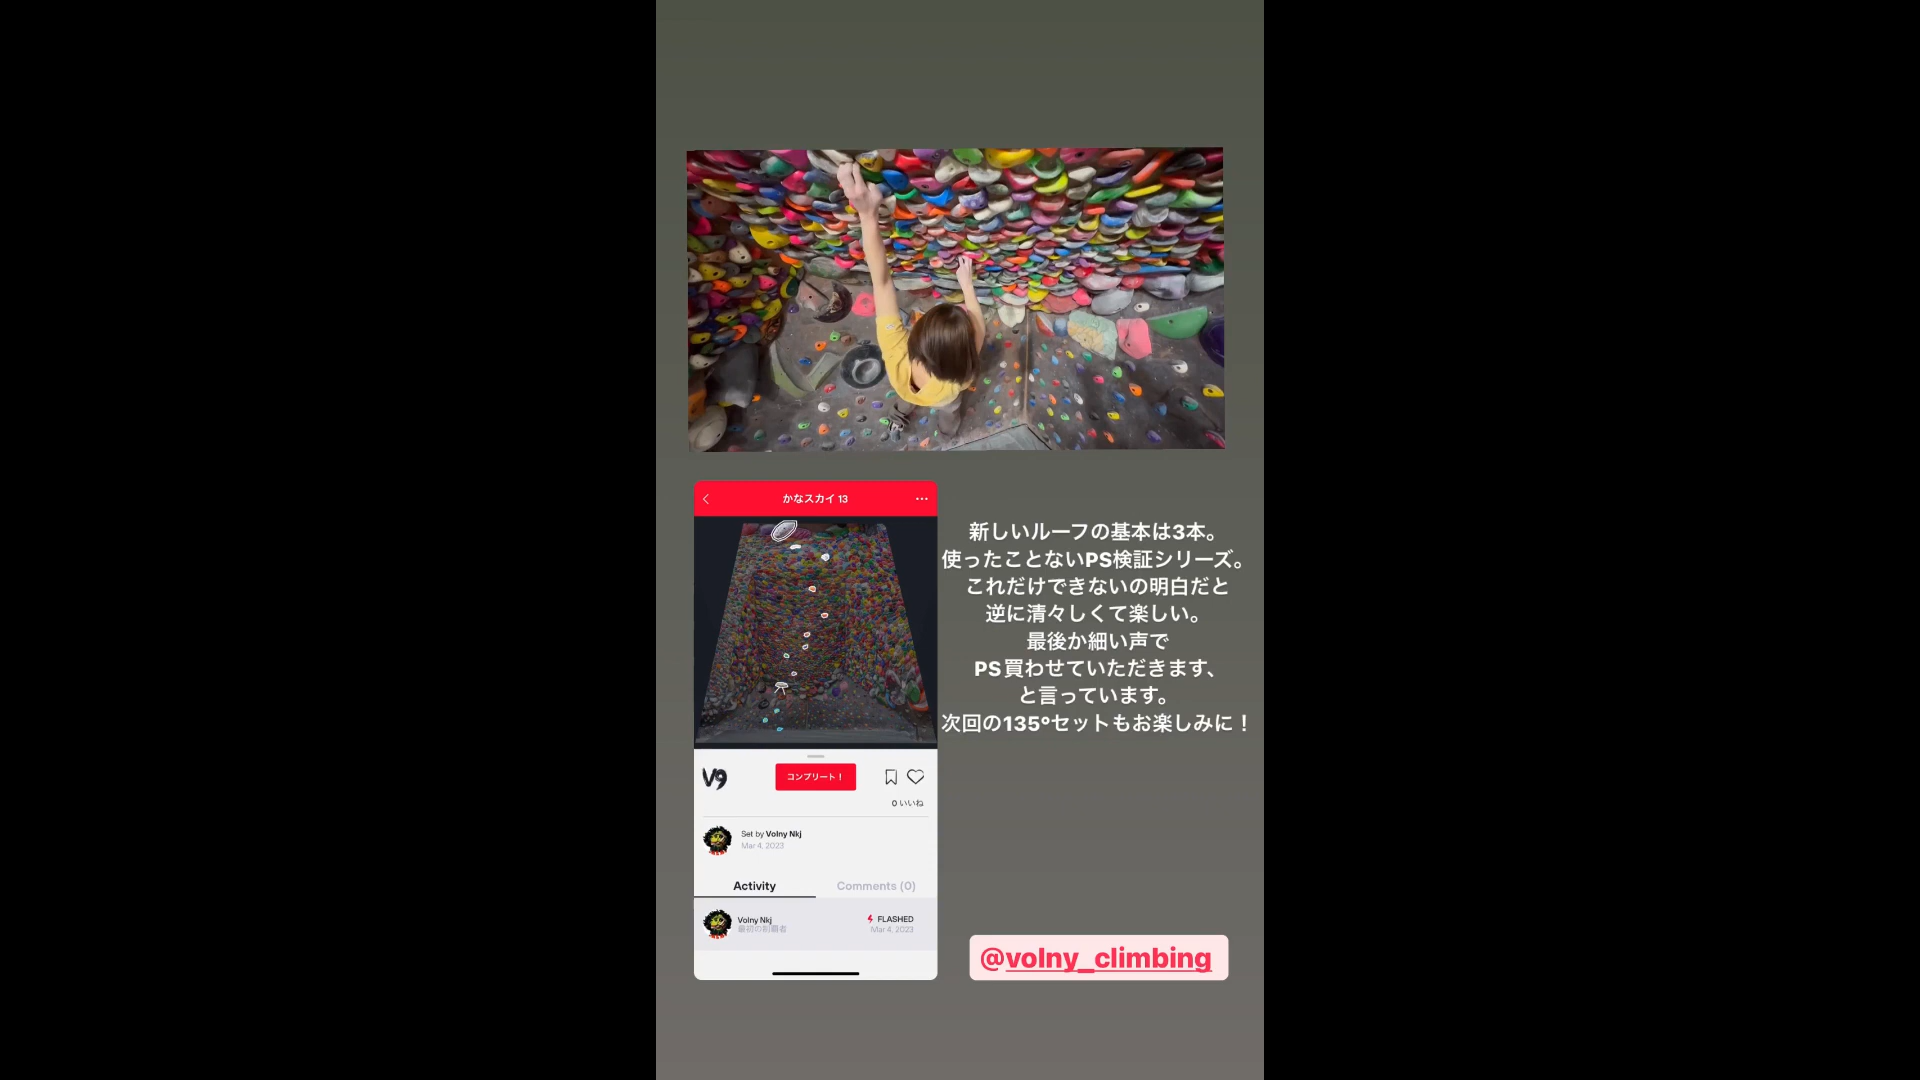 かなスカイ 13
新しいルーフの基本は3本。
使ったことないPS検証シリーズ。
これだけできないの明白だと
逆に清々しくて楽しい。
最後か細い声で
PS買わせていただきます、
と言っています。
次回の135°セットもお楽しみに！
V9
コンプリート！
0 いいね
Set by Volny Nkj
Mar 4, 2023
Activity
Comments (0)
Volny Nkj
最初の制覇者
FLASHED
Mar 4, 2023
@volny_climbing